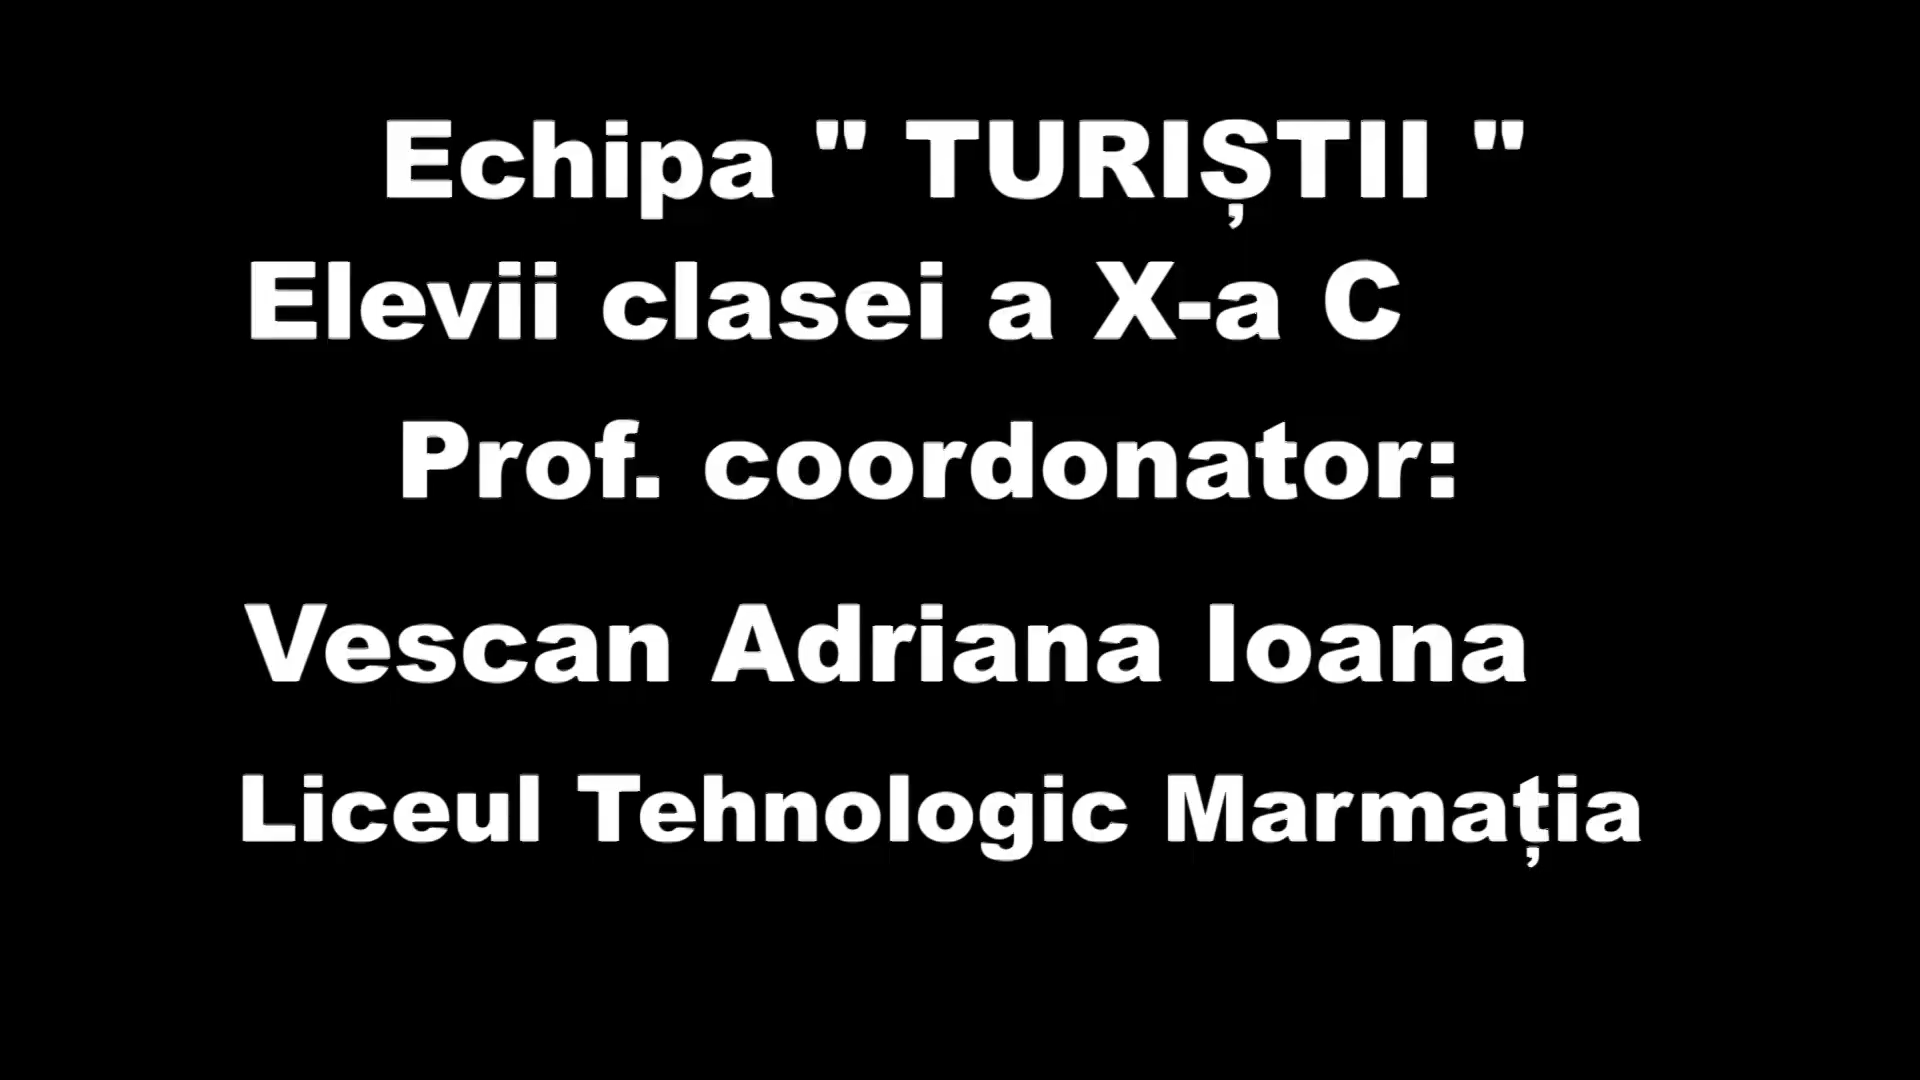 Echipa " TURIȘTII "
Elevii clasei a X-a C
Prof. coordonator:
Vescan Adriana Ioana
Liceul Tehnologic Marmația